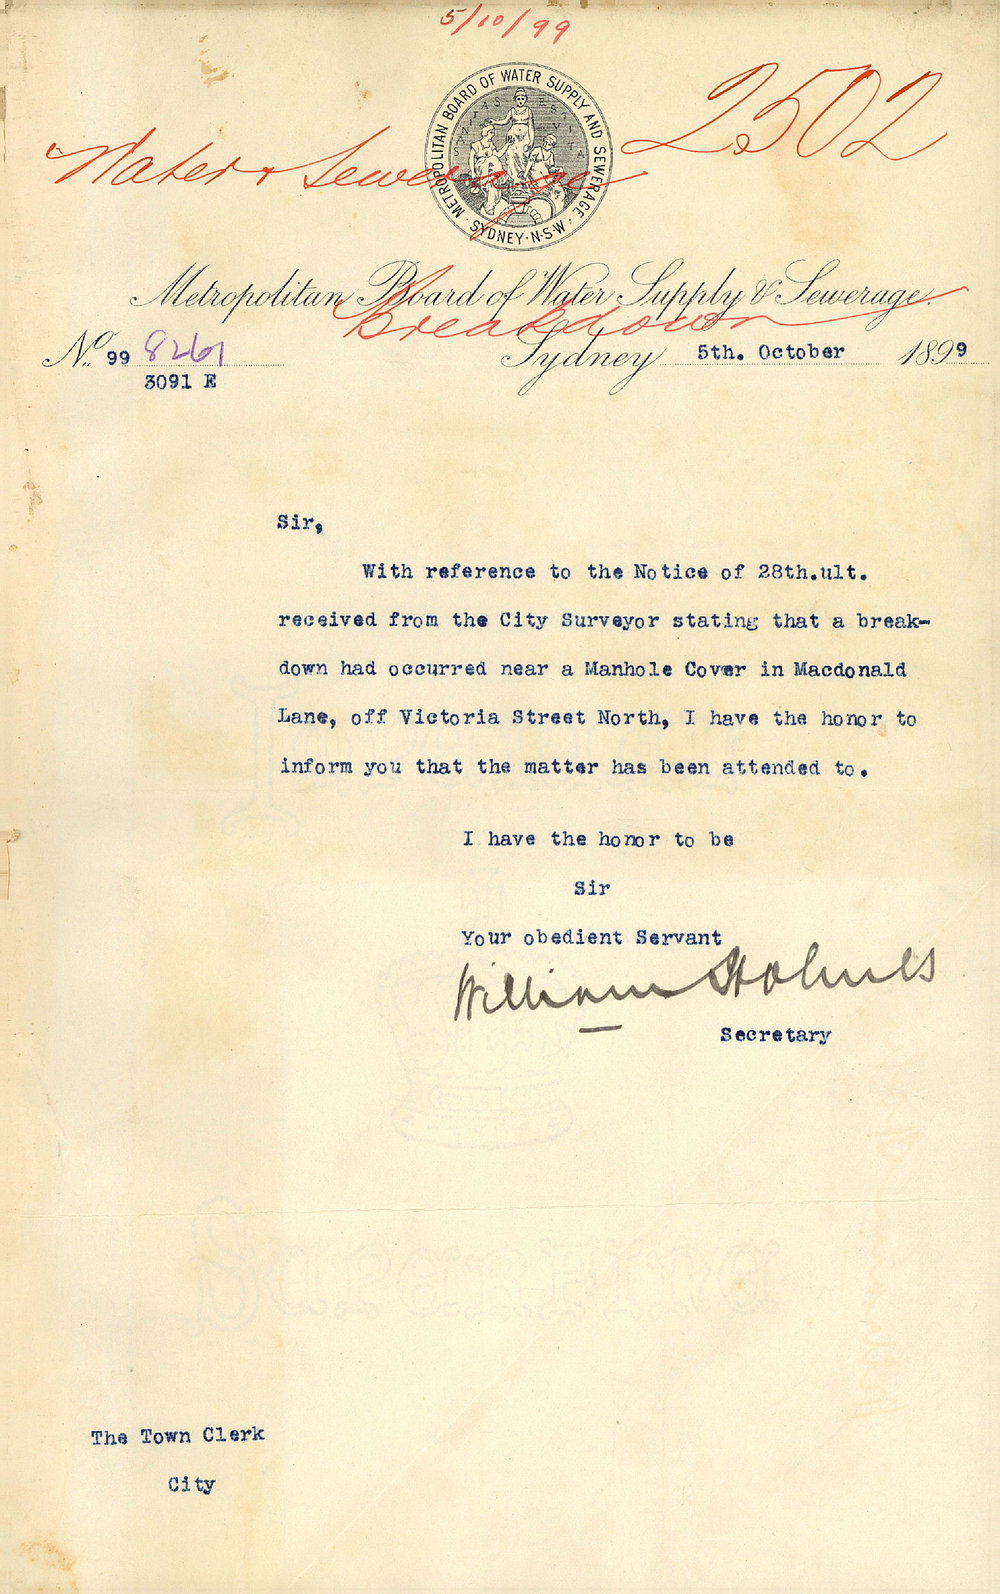 5/10/99
METROPOLITAN BOARD OF WATER SUPPLY AND SEWERAGE
SANITAS EST VITA
· SYDNEY · N·S·W ·
2502
Water & Sewerage
Metropolitan Board of Water Supply & Sewerage.
Breakdown
No. 99 8261 Sydney 5th. October 1899
3091 E
Sir,
With reference to the Notice of 28th.ult.
received from the City Surveyor stating that a break-
down had occurred near a Manhole Cover in Macdonald
Lane, off Victoria Street North, I have the honor to
inform you that the matter has been attended to.
I have the honor to be
Sir
Your obedient Servant
William Holmes
Secretary
The Town Clerk
City